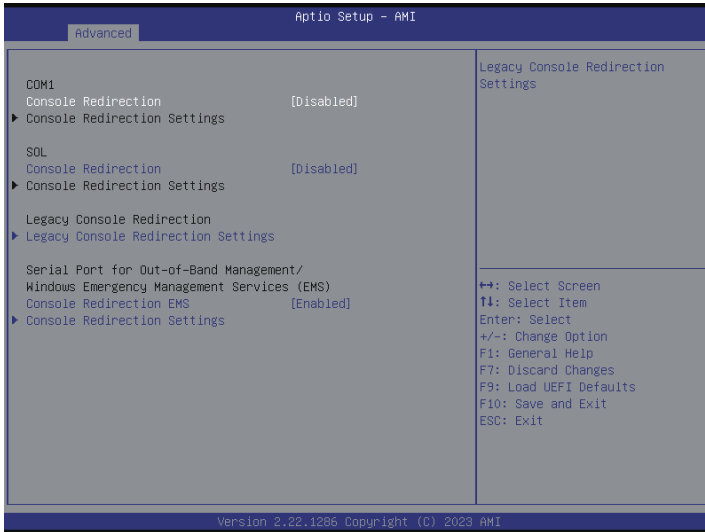 Aptio Setup – AMI
Advanced
COM1
Console Redirection [Disabled]
▶ Console Redirection Settings
SOL
Console Redirection [Disabled]
▶ Console Redirection Settings
Legacy Console Redirection
▶ Legacy Console Redirection Settings
Serial Port for Out-of-Band Management/
Windows Emergency Management Services (EMS)
Console Redirection EMS [Enabled]
▶ Console Redirection Settings
Legacy Console Redirection
Settings
↔: Select Screen
↑↓: Select Item
Enter: Select
+/-: Change Option
F1: General Help
F7: Discard Changes
F9: Load UEFI Defaults
F10: Save and Exit
ESC: Exit
Version 2.22.1286 Copyright (C) 2023 AMI